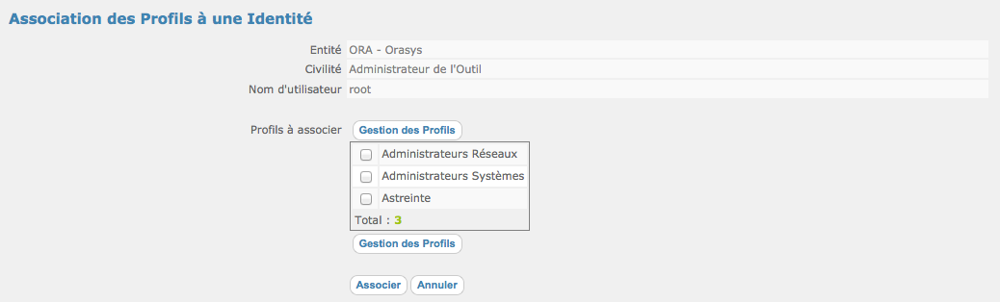 Association des Profils à une Identité
Entité ORA - Orasys
Civilité Administrateur de l'Outil
Nom d'utilisateur root
Profils à associer Gestion des Profils
Administrateurs Réseaux
Administrateurs Systèmes
Astreinte
Total : 3
Gestion des Profils
Associer Annuler